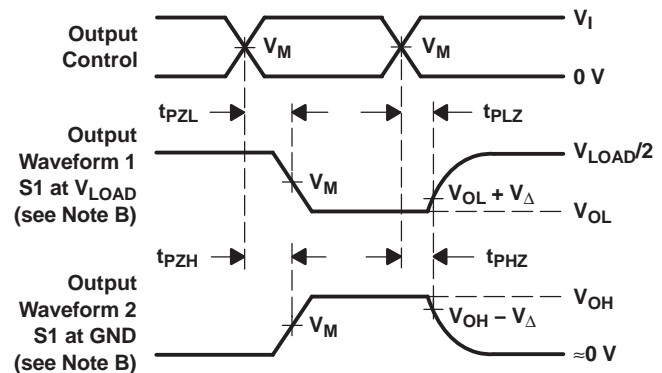 Output
Control
V_M
V_M
V_I
0 V
t_PZL
t_PLZ
Output
Waveform 1
S1 at V_LOAD
(see Note B)
V_M
V_LOAD/2
V_OL + V_Δ
V_OL
t_PZH
t_PHZ
Output
Waveform 2
S1 at GND
(see Note B)
V_M
V_OH
V_OH − V_Δ
≈0 V